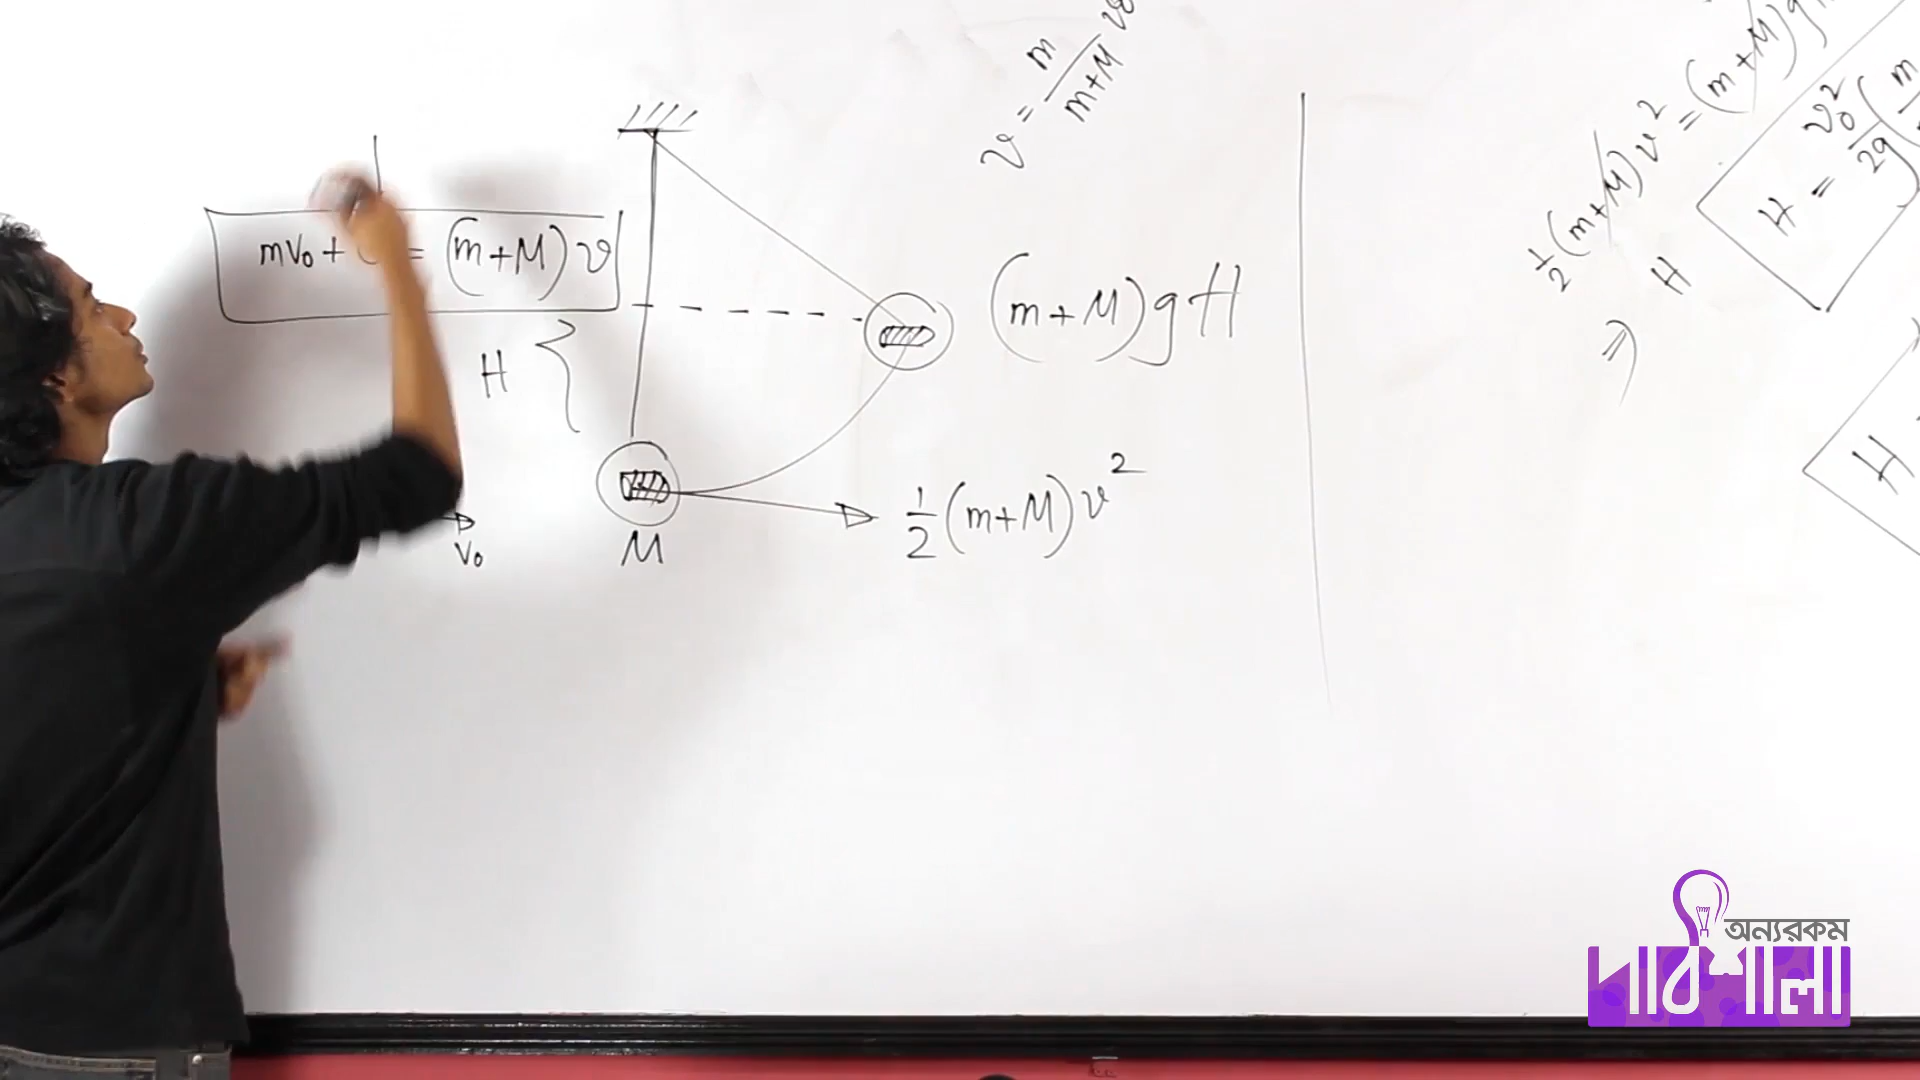 mv₀ + = (m+M) v
H
v₀
M
(m+M) g H
1/2 (m+M) v²
v = m/(m+M) v₀
1/2 (m+M) v² = (m+M) g
H
⇒
H = v₀²/2g ( m
H
অন্যরকম
পাঠশালা